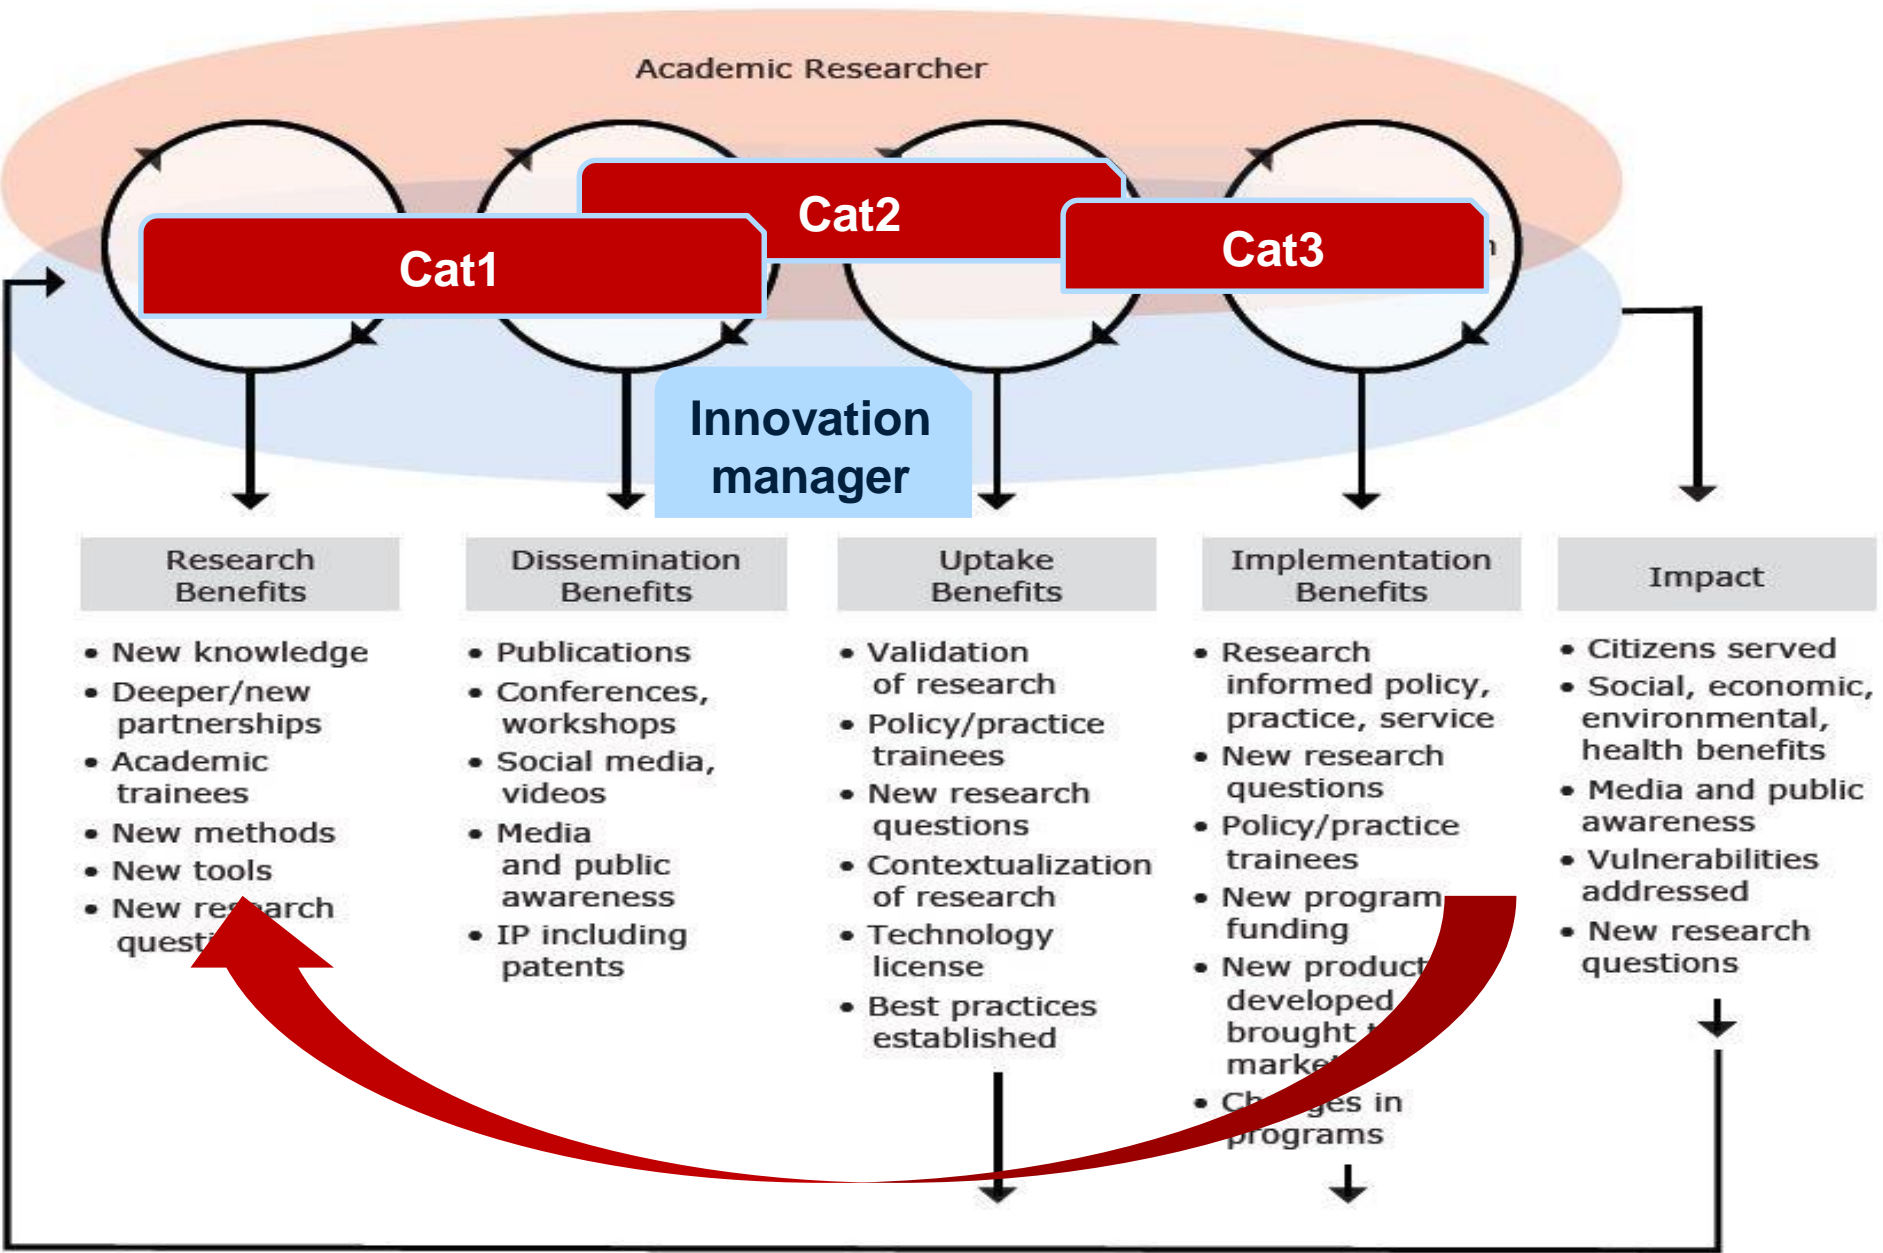 Academic Researcher
Cat2
Cat1
Cat3
Innovation
manager
Research
Benefits
• New knowledge
• Deeper/new
partnerships
• Academic
trainees
• New methods
• New tools
• New research
Dissemination
Benefits
• Publications
• Conferences,
workshops
• Social media,
videos
• Media
and public
awareness
• IP including
patents
Uptake
Benefits
• Validation
of research
• Policy/practice
trainees
• New research
questions
• Contextualization
of research
• Technology
license
• Best practices
established
Implementation
Benefits
• Research
informed policy,
practice, service
• New research
questions
• Policy/practice
trainees
• New program
funding
• New product
developed
brought
market
• Changes in
programs
Impact
• Citizens served
• Social, economic,
environmental,
health benefits
• Media and public
awareness
• Vulnerabilities
addressed
• New research
questions